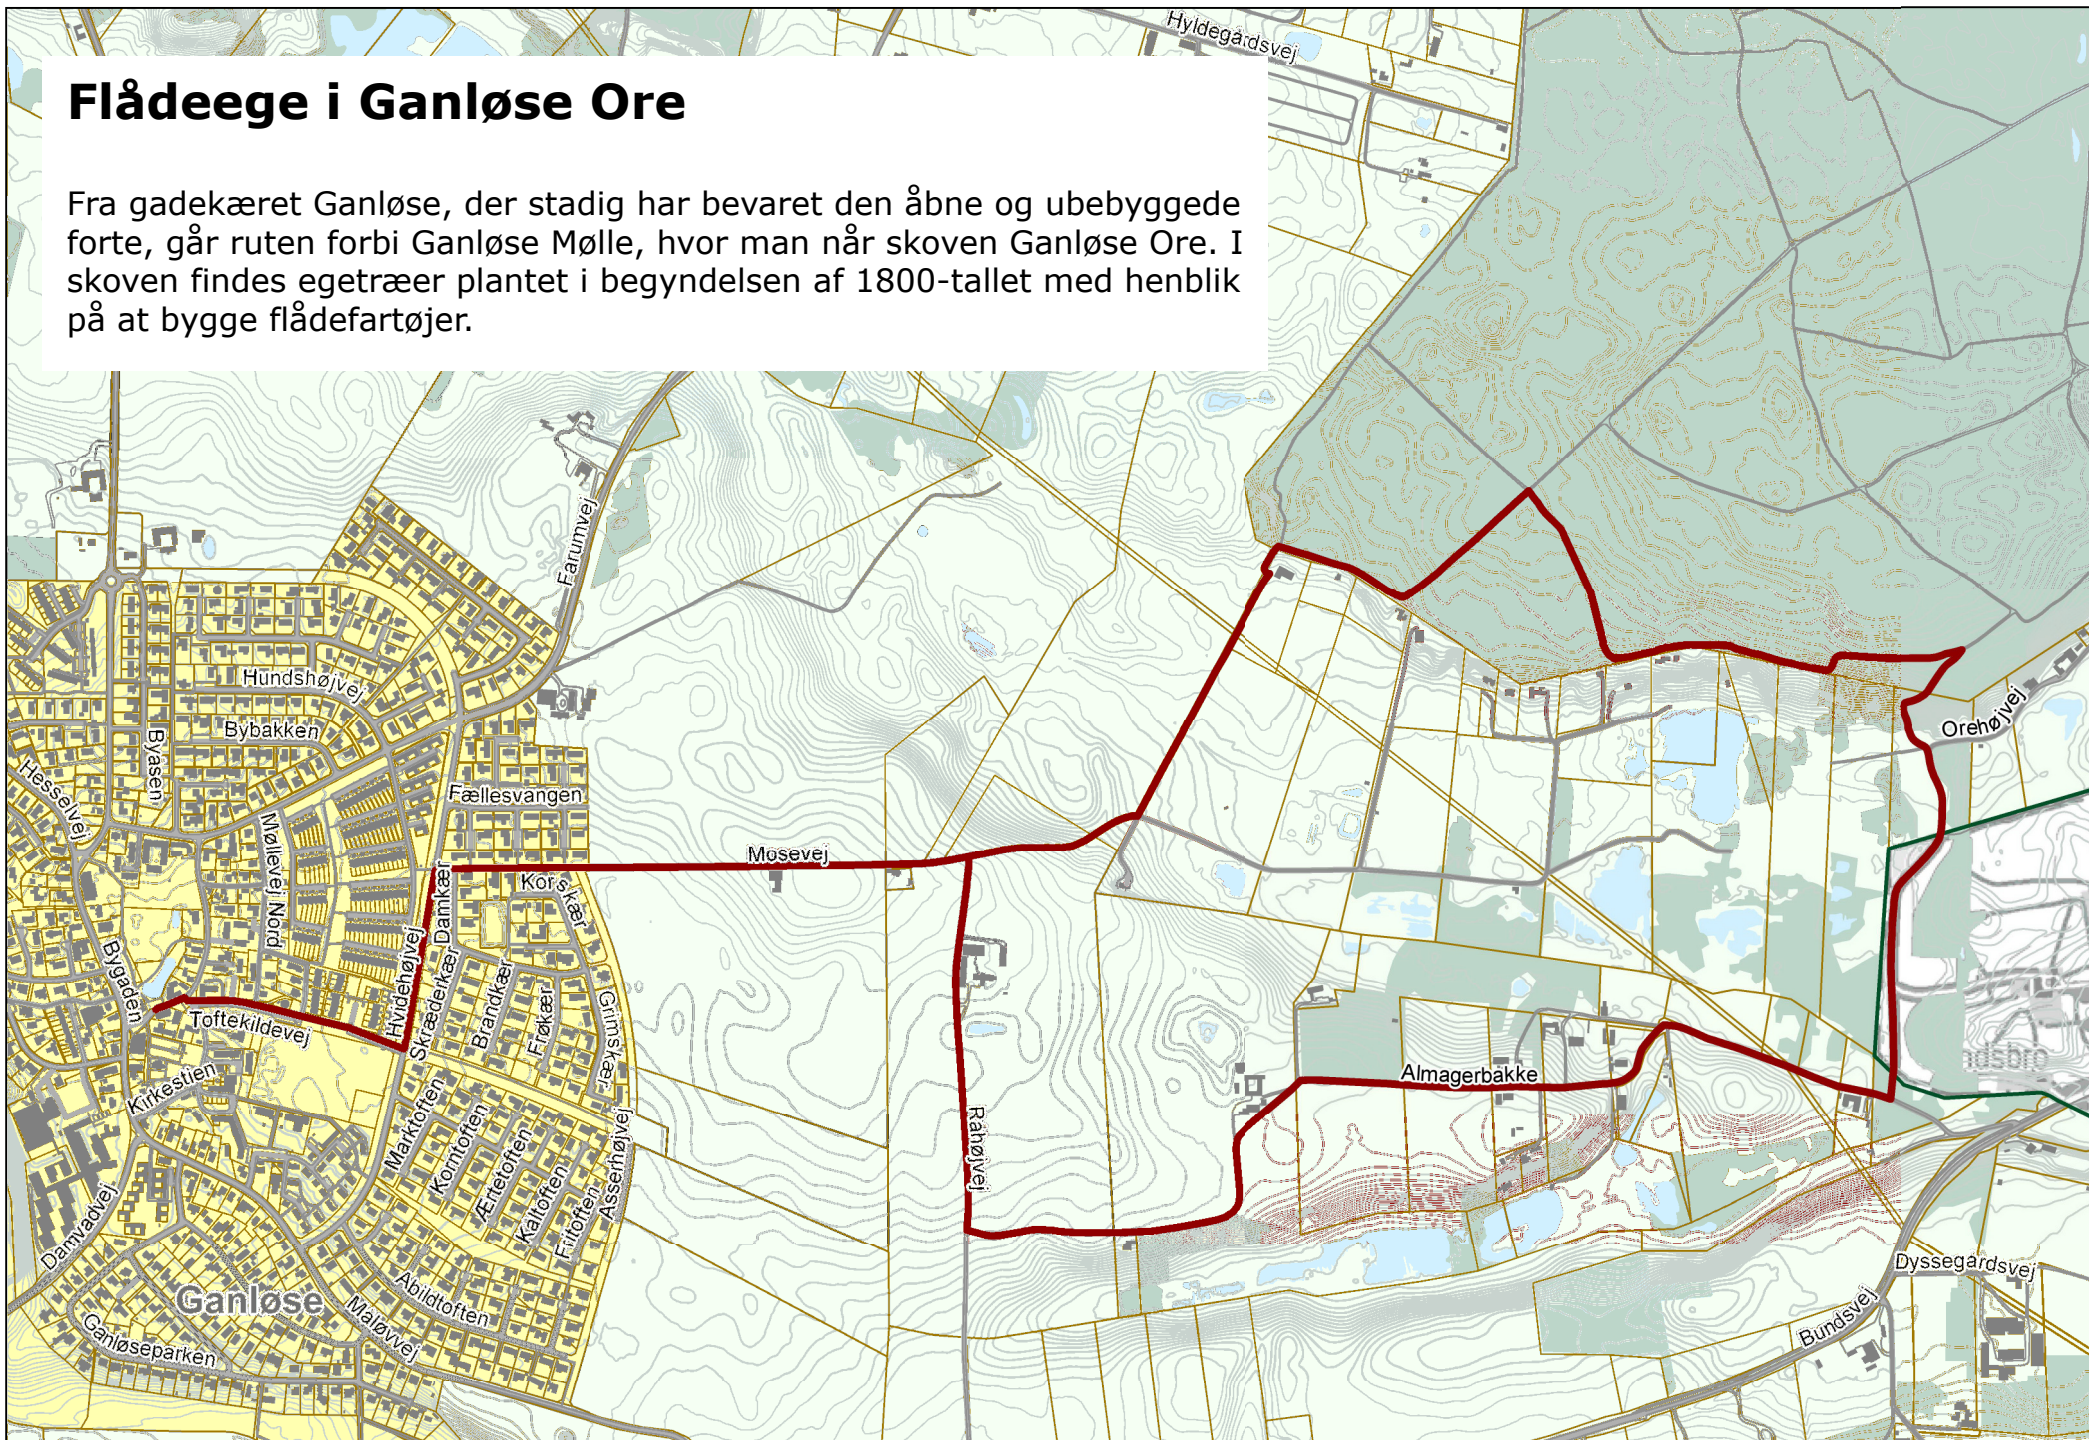 Hyldegårdsvej
Flådeege i Ganløse Ore
Fra gadekæret Ganløse, der stadig har bevaret den åbne og ubebyggede
forte, går ruten forbi Ganløse Mølle, hvor man når skoven Ganløse Ore. I
skoven findes egetræer plantet i begyndelsen af 1800-tallet med henblik
på at bygge flådefartøjer.
Farumvej
Hundshøjvej
Bybakken
Byasen
Hesselvej
Fællesvangen
Møllevej Nord
Mosevej
Korskær
Damkær
Orehøjvej
Bygaden
Hvidehøjvej
Skræderkær
Brandkær
Frøkær
Grimskær
Toftekildevej
Kirkestien
Almagerbakke
Marktoften
Korntoften
Ærtetoften
Kaltoften
Filtoften
Asserhøjvej
Rahøjvej
Damvadvej
Ganløse
Abildtoften
Maløvvej
Ganløseparken
Dyssegårdsvej
Bundsvej
ndsbro